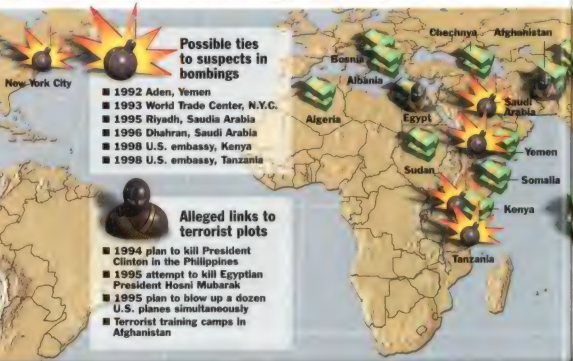 Possible ties
to suspects in
bombings
■ 1992 Aden, Yemen
■ 1993 World Trade Center, N.Y.C.
■ 1995 Riyadh, Saudia Arabia
■ 1996 Dhahran, Saudi Arabia
■ 1998 U.S. embassy, Kenya
■ 1998 U.S. embassy, Tanzania
Alleged links to
terrorist plots
■ 1994 plan to kill President
Clinton in the Philippines
■ 1995 attempt to kill Egyptian
President Hosni Mubarak
■ 1995 plan to blow up a dozen
U.S. planes simultaneously
■ Terrorist training camps in
Afghanistan
New York City
Chechnya
Afghanistan
Bosnia
Albania
Algeria
Egypt
Saudi
Arabia
Sudan
Yemen
Somalia
Kenya
Tanzania